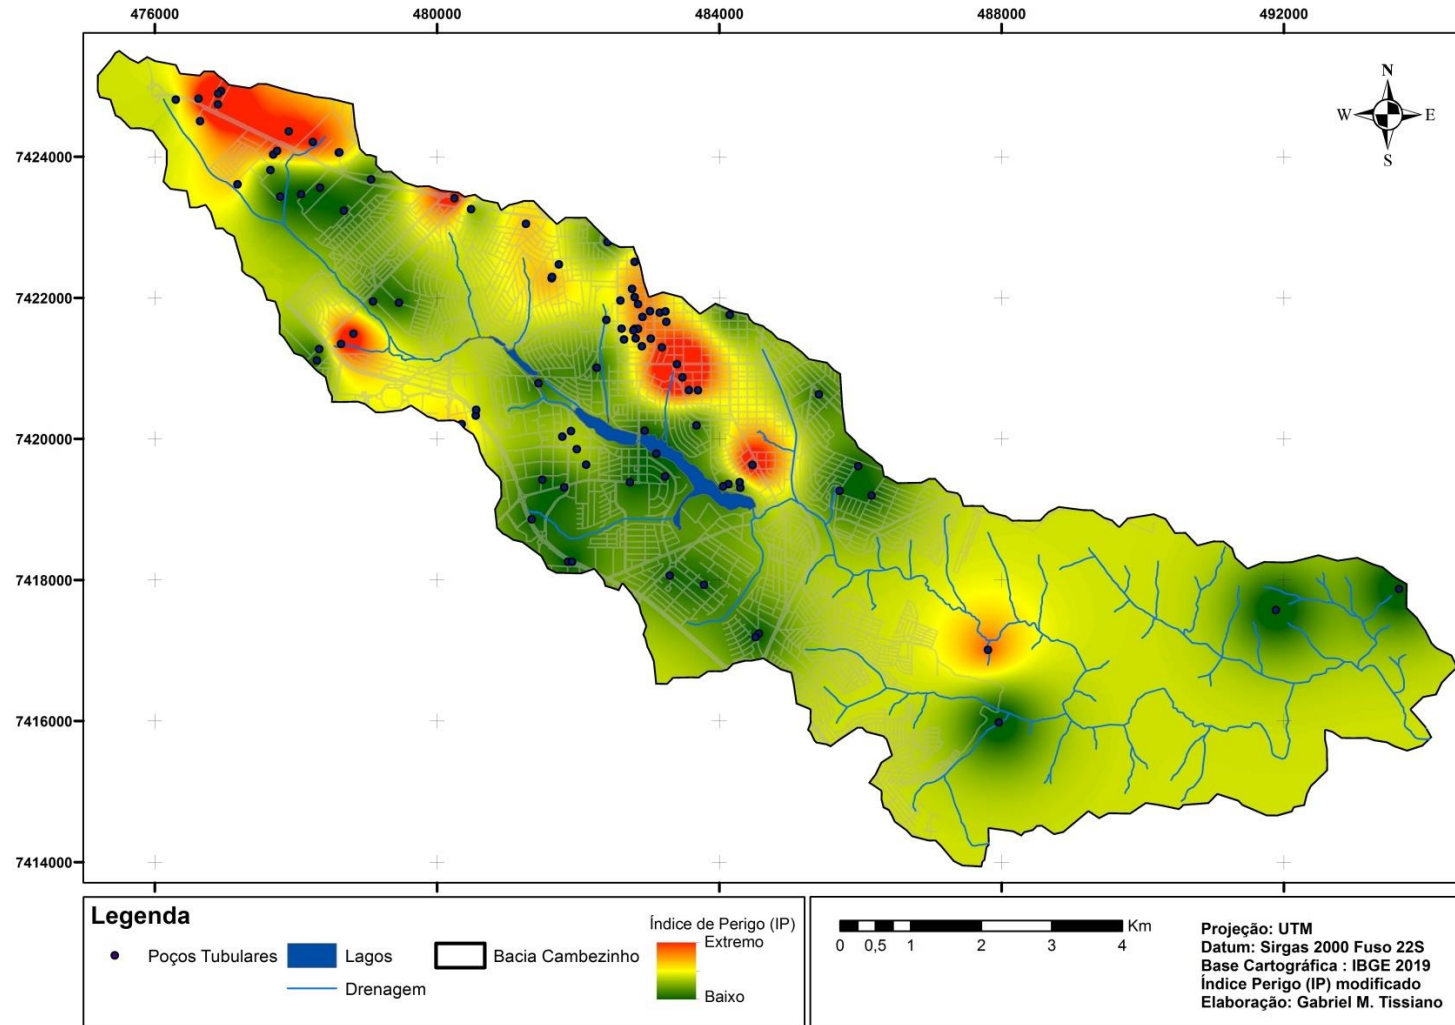 476000 480000 484000 488000 492000
N
W E
S
7424000
7422000
7420000
7418000
7416000
7414000
Legenda
Poços Tubulares
Lagos
Bacia Cambezinho
Drenagem
Índice de Perigo (IP)
Extremo
Baixo
Km
0 0,5 1 2 3 4
Projeção: UTM
Datum: Sirgas 2000 Fuso 22S
Base Cartográfica : IBGE 2019
Índice Perigo (IP) modificado
Elaboração: Gabriel M. Tissiano